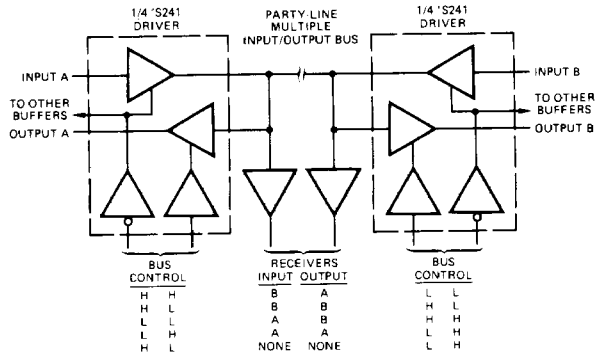 1/4 'S241
DRIVER
PARTY-LINE
MULTIPLE
INPUT/OUTPUT BUS
1/4 'S241
DRIVER
INPUT A
INPUT B
TO OTHER
BUFFERS
TO OTHER
BUFFERS
OUTPUT A
OUTPUT B
BUS
CONTROL
RECEIVERS
INPUT OUTPUT
BUS
CONTROL
H H B A L L
H L B B H L
L L A B H H
L H A A L H
H L NONE NONE H L